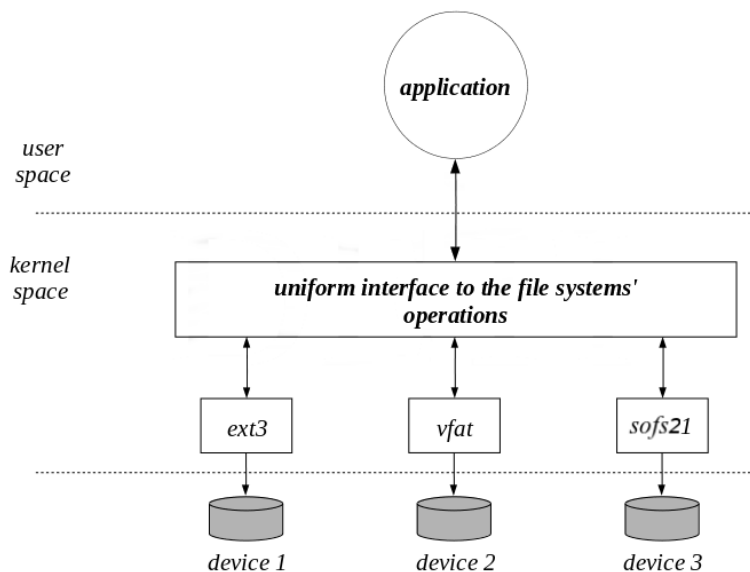 application
user
space
kernel
space
uniform interface to the file systems'
operations
ext3
vfat
sofs21
device 1
device 2
device 3